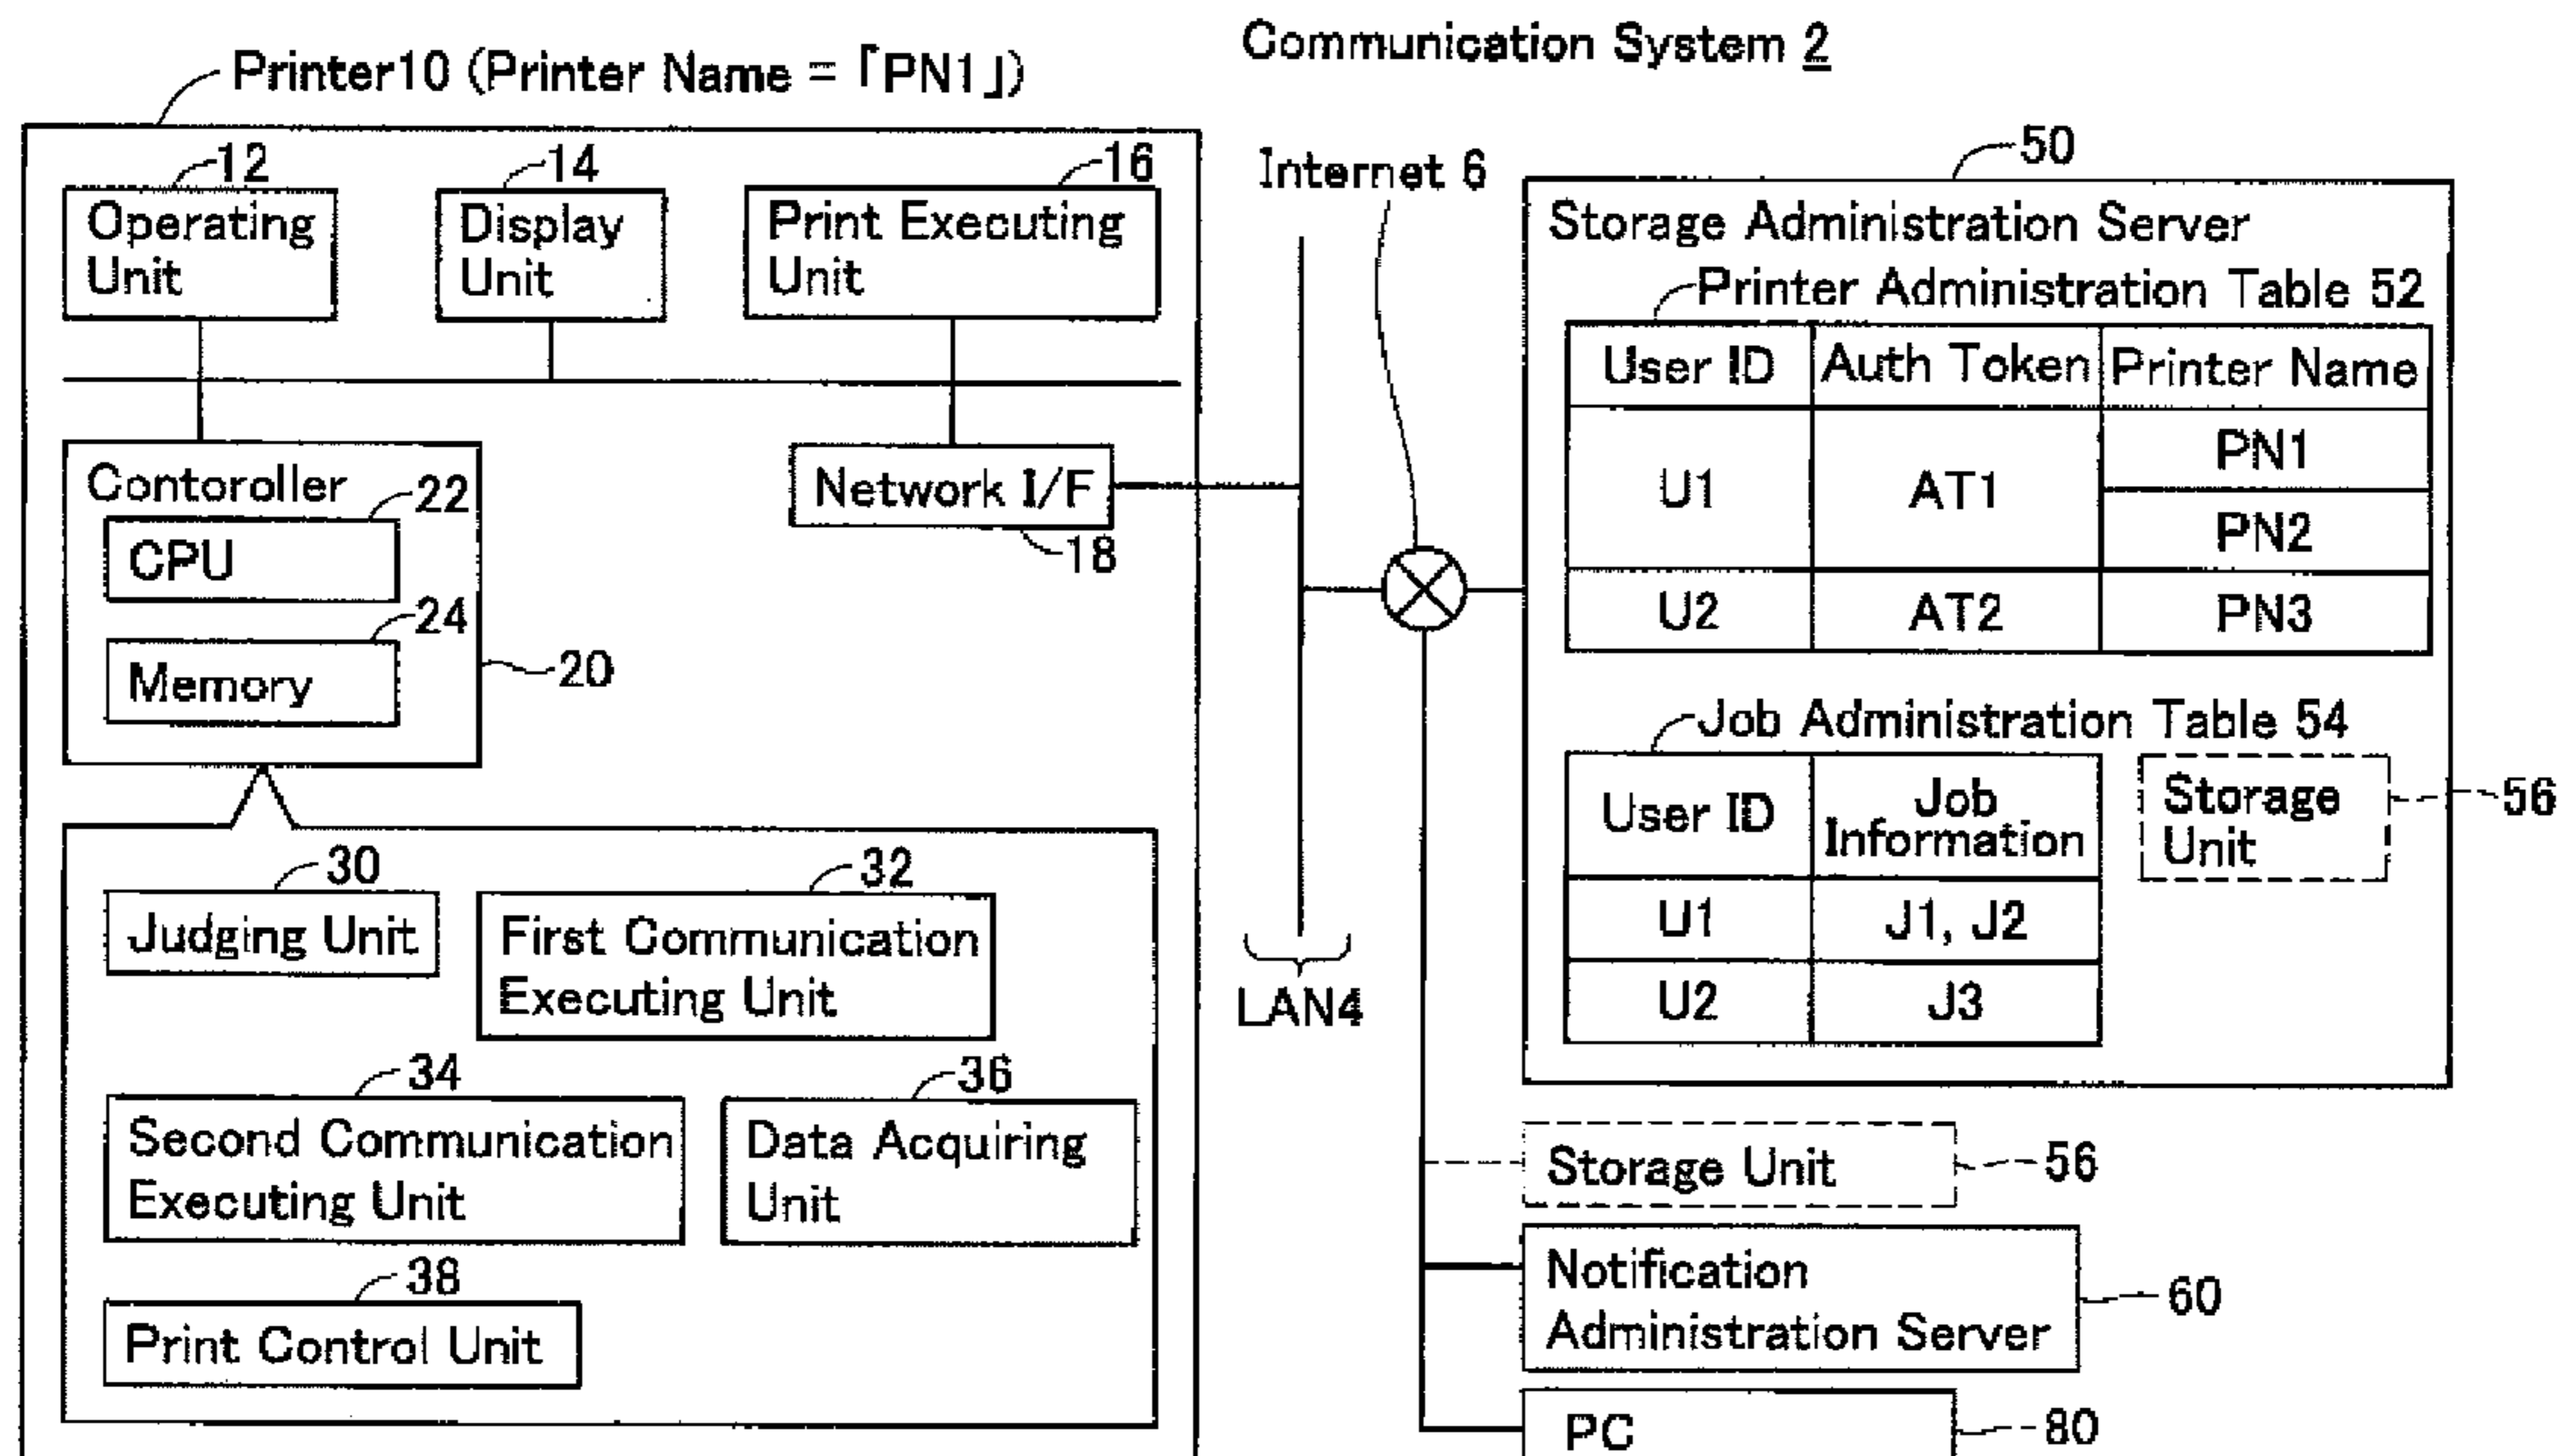 Communication System 2
Printer10 (Printer Name =「PN1」)
12
Operating
Unit
14
Display
Unit
16
Print Executing
Unit
Contoroller
22
CPU
24
Memory
20
Network I/F
18
30
Judging Unit
32
First Communication
Executing Unit
34
Second Communication
Executing Unit
36
Data Acquiring
Unit
38
Print Control Unit
Internet 6
LAN4
50
Storage Administration Server
Printer Administration Table 52
User ID Auth Token Printer Name
U1 AT1 PN1
PN2
U2 AT2 PN3
Job Administration Table 54
User ID Job
Information
U1 J1, J2
U2 J3
Storage
Unit
56
Storage Unit
56
Notification
Administration Server
60
PC
80